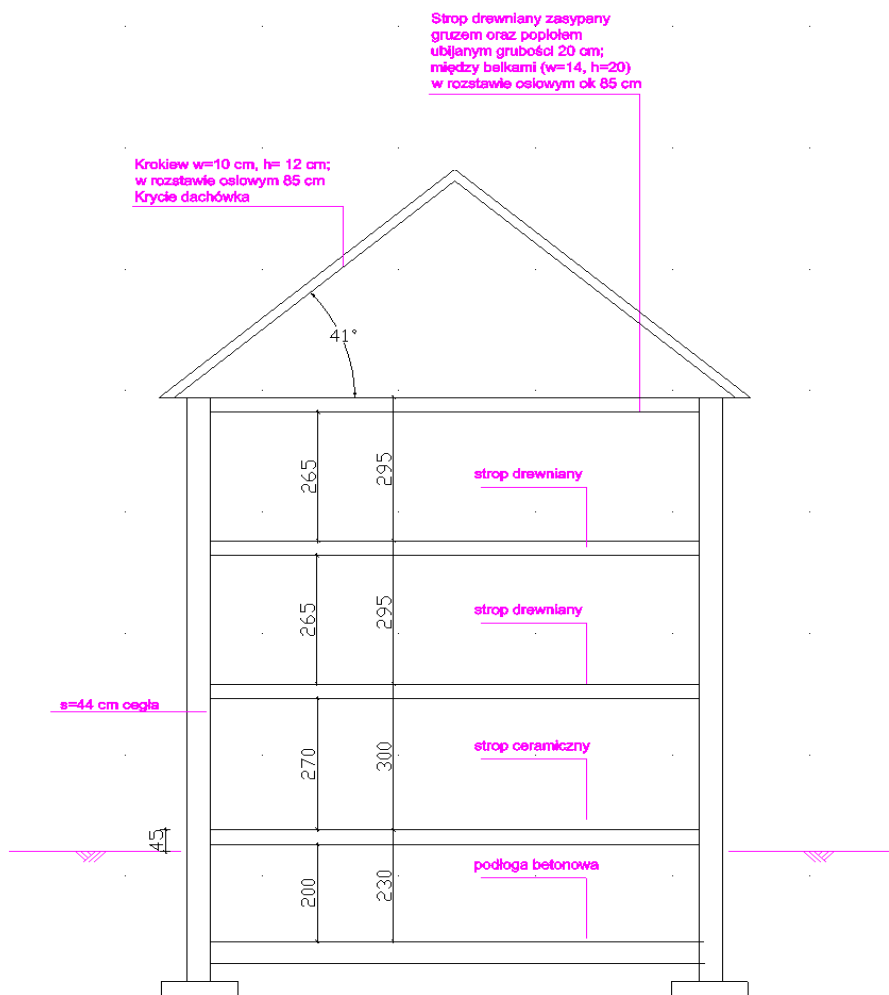 Strop drewniany zasypany
gruzem oraz popiołem
ubijanym grubości 20 cm;
między belkami (w=14, h=20)
w rozstawie osiowym ok 85 cm
Krokiew w=10 cm, h= 12 cm;
w rozstawie osiowym 85 cm
Krycie dachówka
41°
265
295
strop drewniany
265
295
strop drewniany
s=44 cm cegła
270
300
strop ceramiczny
45
200
230
podłoga betonowa